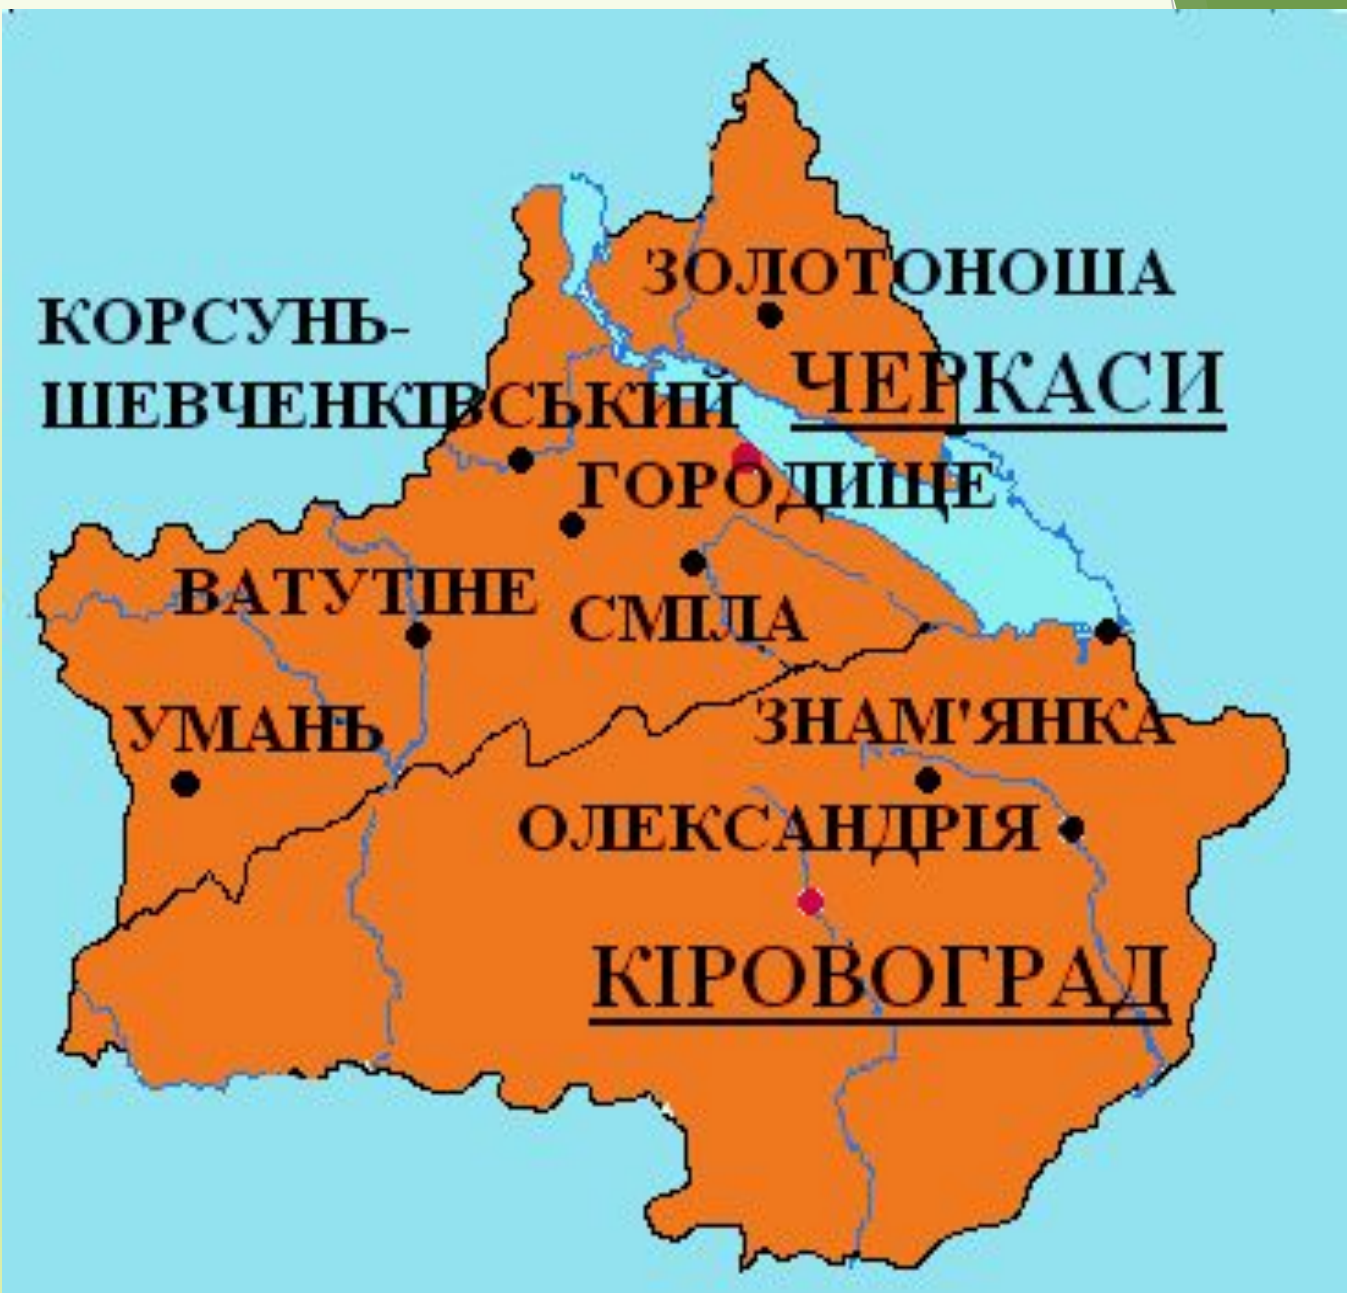 ЗОЛОТОНОША
КОРСУНЬ-
ШЕВЧЕНКІВСЬКИЙ
ЧЕРКАСИ
ГОРОДИЩЕ
ВАТУТІНЕ
СМІЛА
УМАНЬ
ЗНАМ'ЯНКА
ОЛЕКСАНДРІЯ
КІРОВОГРАД